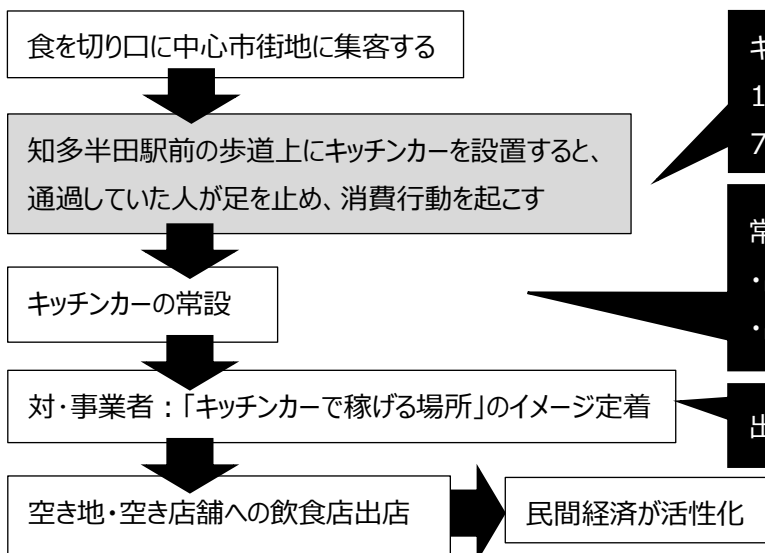 食を切り口に中心市街地に集客する
キ
1
7
知多半田駅前の歩道上にキッチンカーを設置すると、
通過していた人が足を止め、消費行動を起こす
常
・
・
キッチンカーの常設
対・事業者：「キッチンカーで稼げる場所」のイメージ定着
出
空き地・空き店舗への飲食店出店
民間経済が活性化